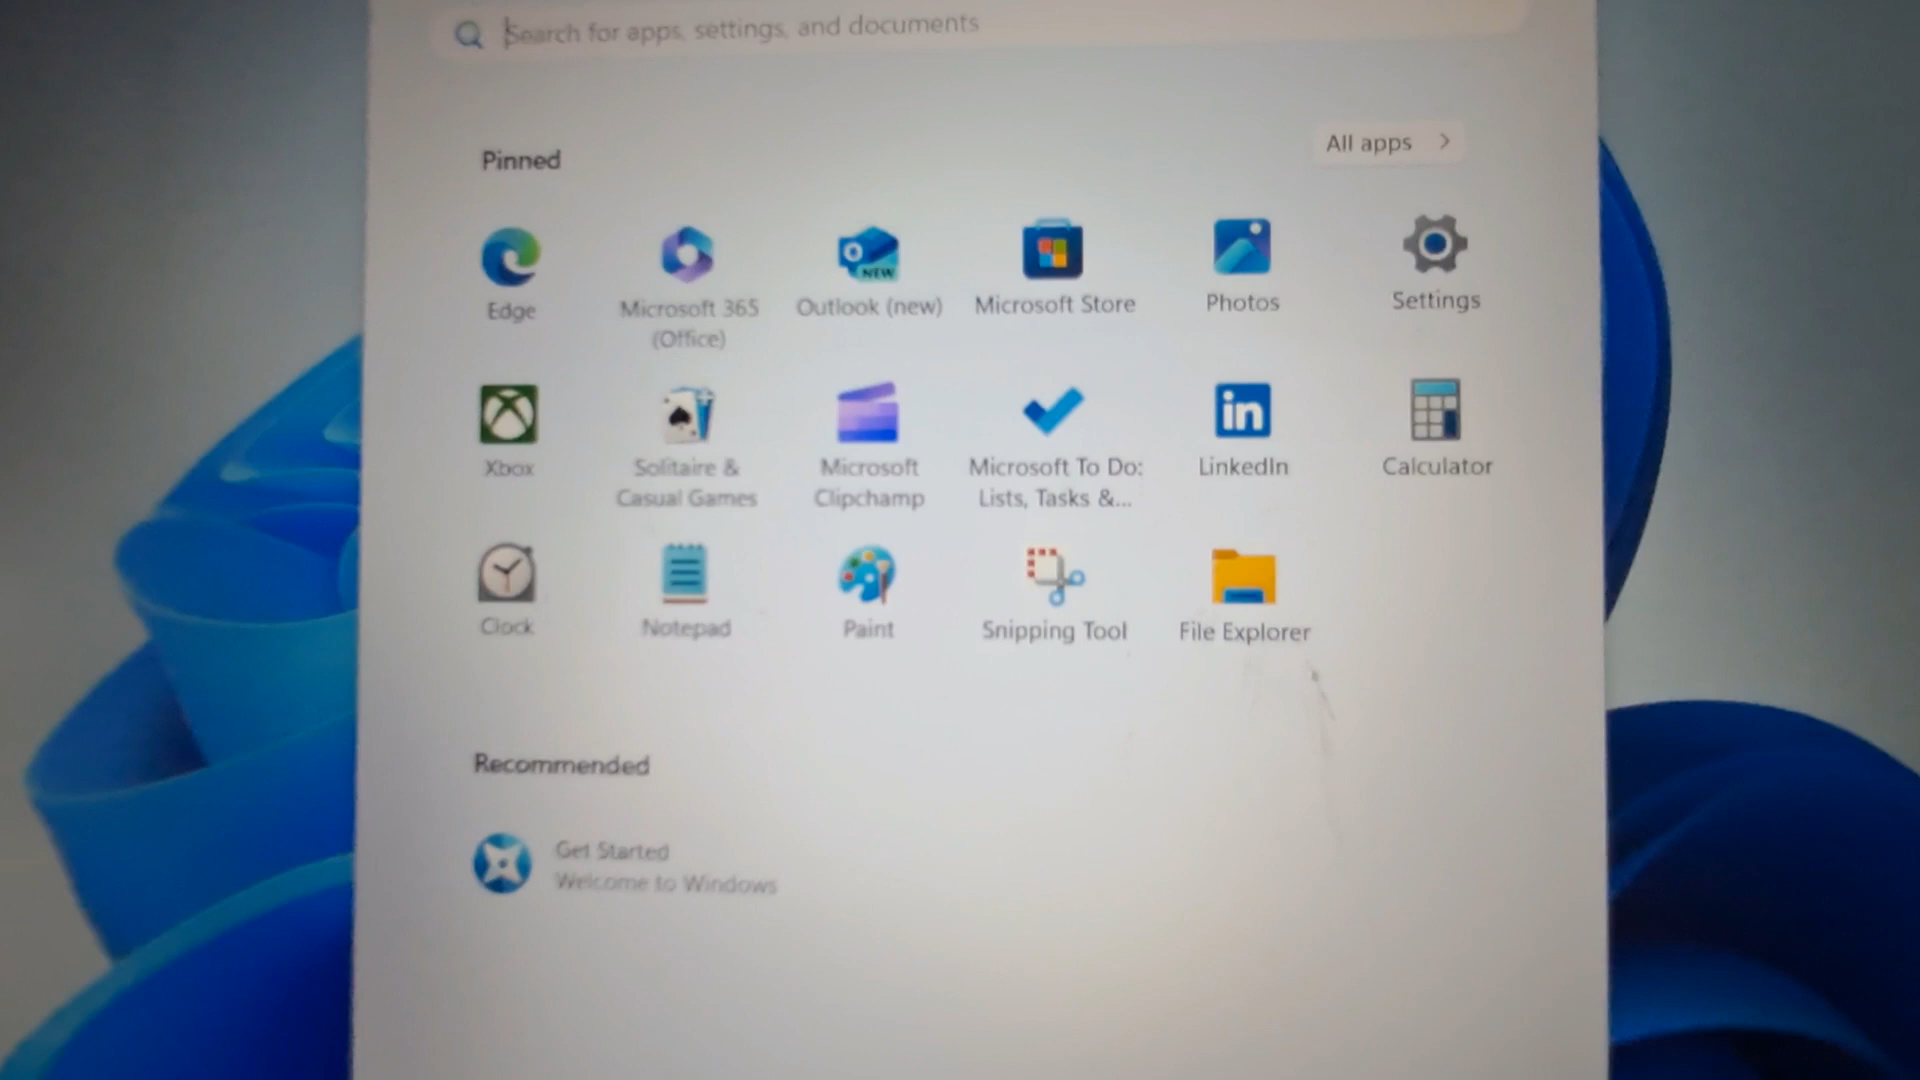 Search for apps, settings, and documents
Pinned
All apps >
Edge
Microsoft 365
(Office)
Outlook (new)
NEW
Microsoft Store
Photos
Settings
Xbox
Solitaire &
Casual Games
Microsoft
Clipchamp
Microsoft To Do:
Lists, Tasks &...
in
LinkedIn
Calculator
Clock
Notepad
Paint
Snipping Tool
File Explorer
Recommended
Get Started
Welcome to Windows